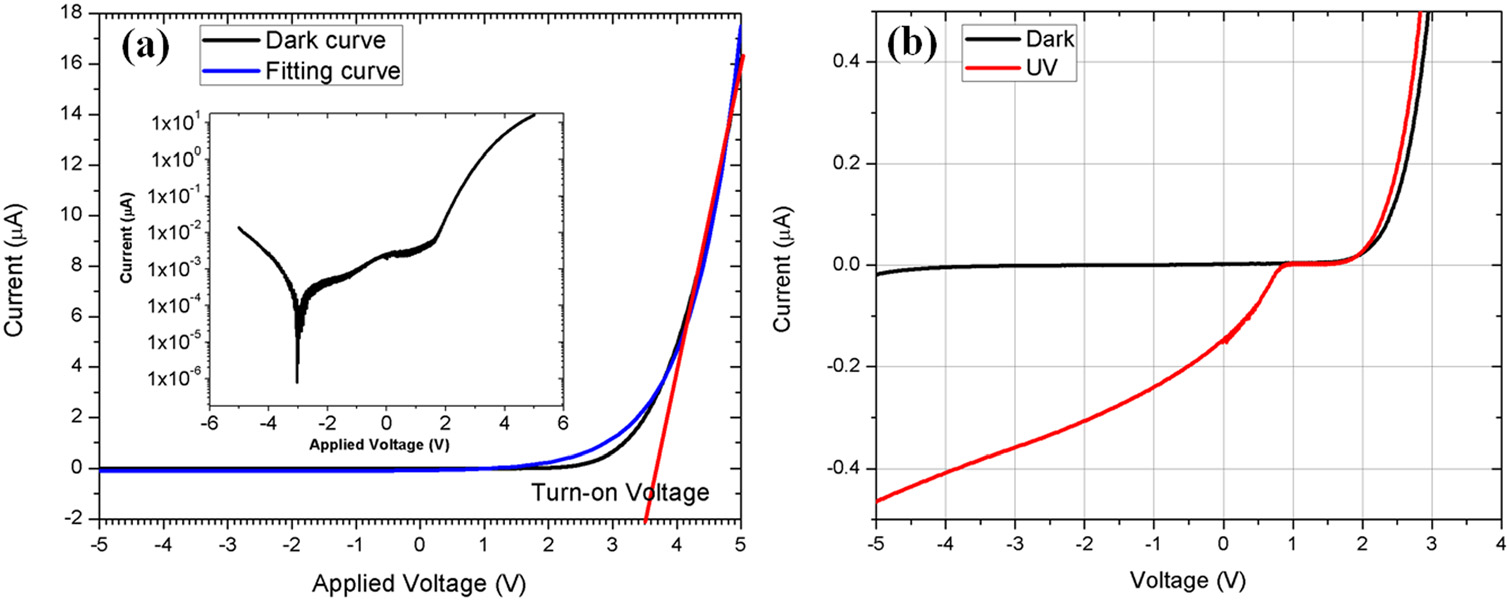 (a)
Dark curve
Fitting curve
18
16
14
12
10
8
6
4
2
0
-2
Current (μA)
1x10¹
1x10⁰
1x10⁻¹
1x10⁻²
1x10⁻³
1x10⁻⁴
1x10⁻⁵
1x10⁻⁶
Current (μA)
-6 -4 -2 0 2 4 6
Applied Voltage (V)
Turn-on Voltage
-5 -4 -3 -2 -1 0 1 2 3 4 5
Applied Voltage (V)
(b)
Dark
UV
0.4
0.2
0.0
-0.2
-0.4
Current (μA)
-5 -4 -3 -2 -1 0 1 2 3 4
Voltage (V)